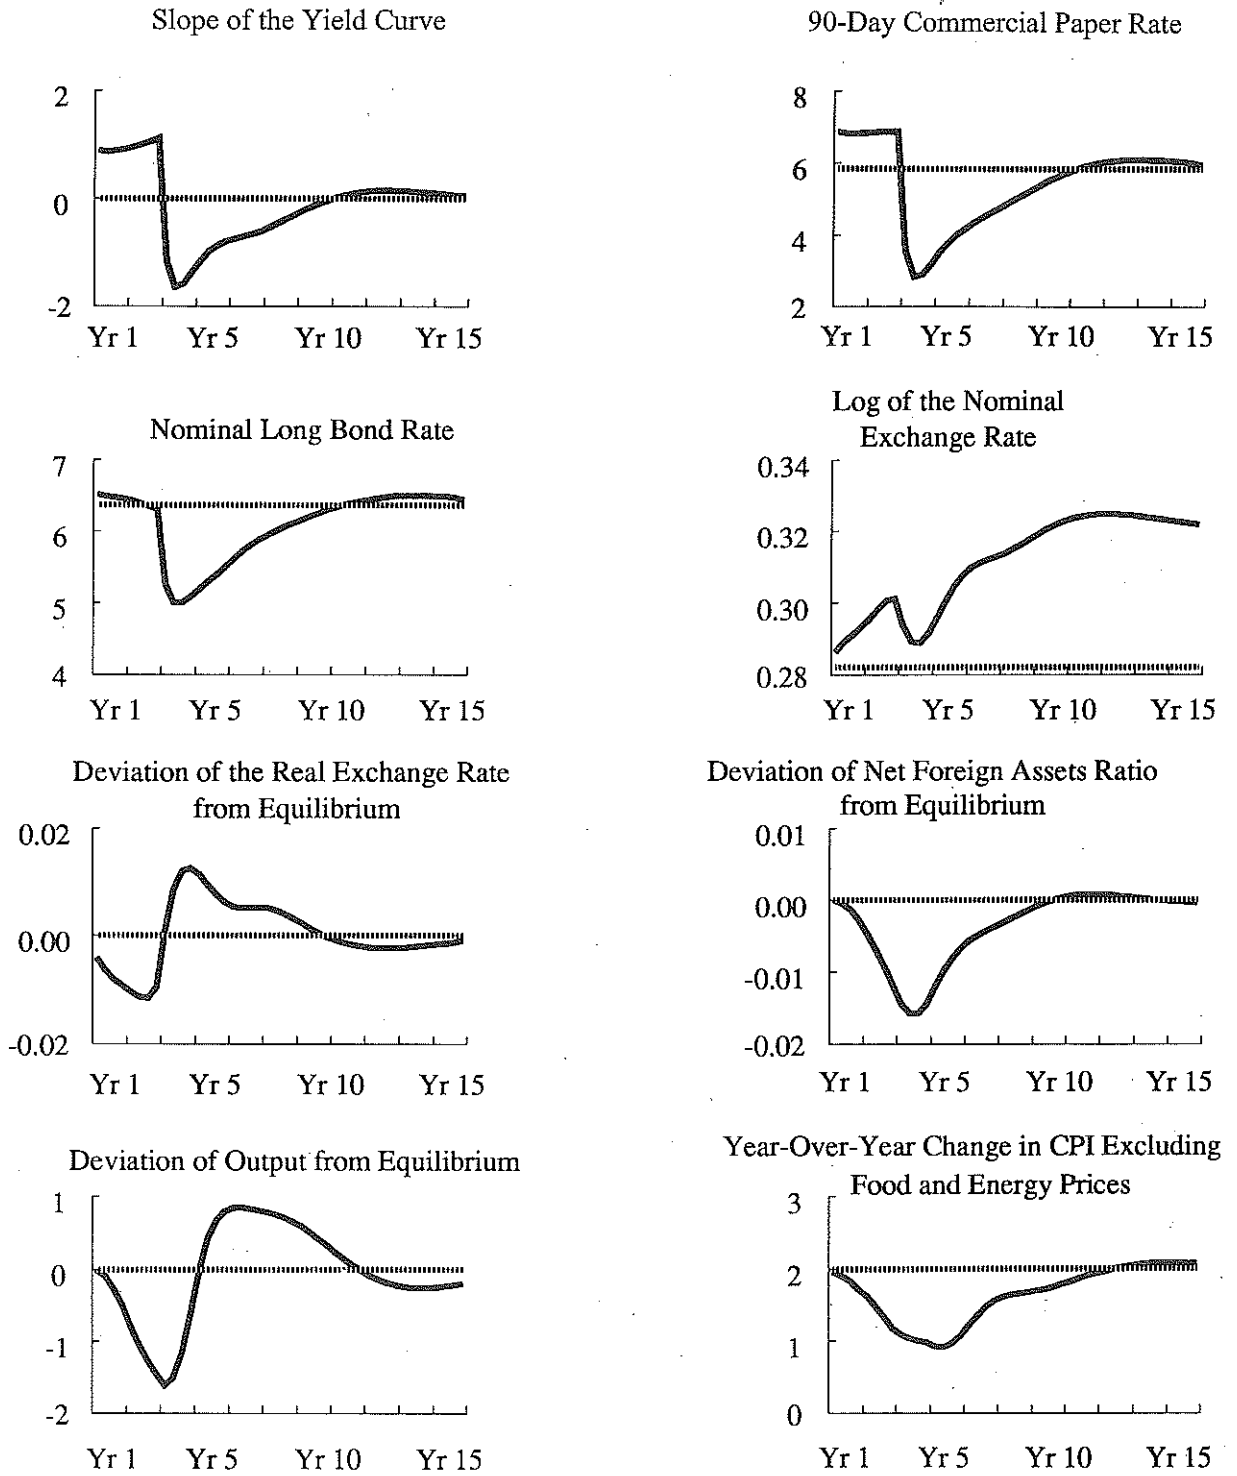 Slope of the Yield Curve
2
0
-2
Yr 1 Yr 5 Yr 10 Yr 15
90-Day Commercial Paper Rate
8
6
4
2
Yr 1 Yr 5 Yr 10 Yr 15
Nominal Long Bond Rate
7
6
5
4
Yr 1 Yr 5 Yr 10 Yr 15
Log of the Nominal
Exchange Rate
0.34
0.32
0.30
0.28
Yr 1 Yr 5 Yr 10 Yr 15
Deviation of the Real Exchange Rate
from Equilibrium
0.02
0.00
-0.02
Yr 1 Yr 5 Yr 10 Yr 15
Deviation of Net Foreign Assets Ratio
from Equilibrium
0.01
0.00
-0.01
-0.02
Yr 1 Yr 5 Yr 10 Yr 15
Deviation of Output from Equilibrium
1
0
-1
-2
Yr 1 Yr 5 Yr 10 Yr 15
Year-Over-Year Change in CPI Excluding
Food and Energy Prices
3
2
1
0
Yr 1 Yr 5 Yr 10 Yr 15